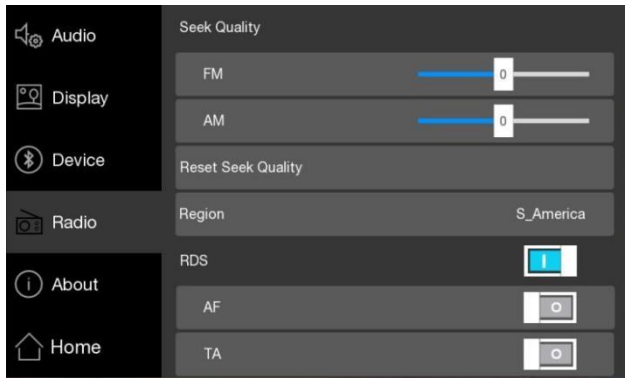 Audio
Display
Device
Radio
About
Home
Seek Quality
FM
0
AM
0
Reset Seek Quality
Region S_America
RDS
AF
TA